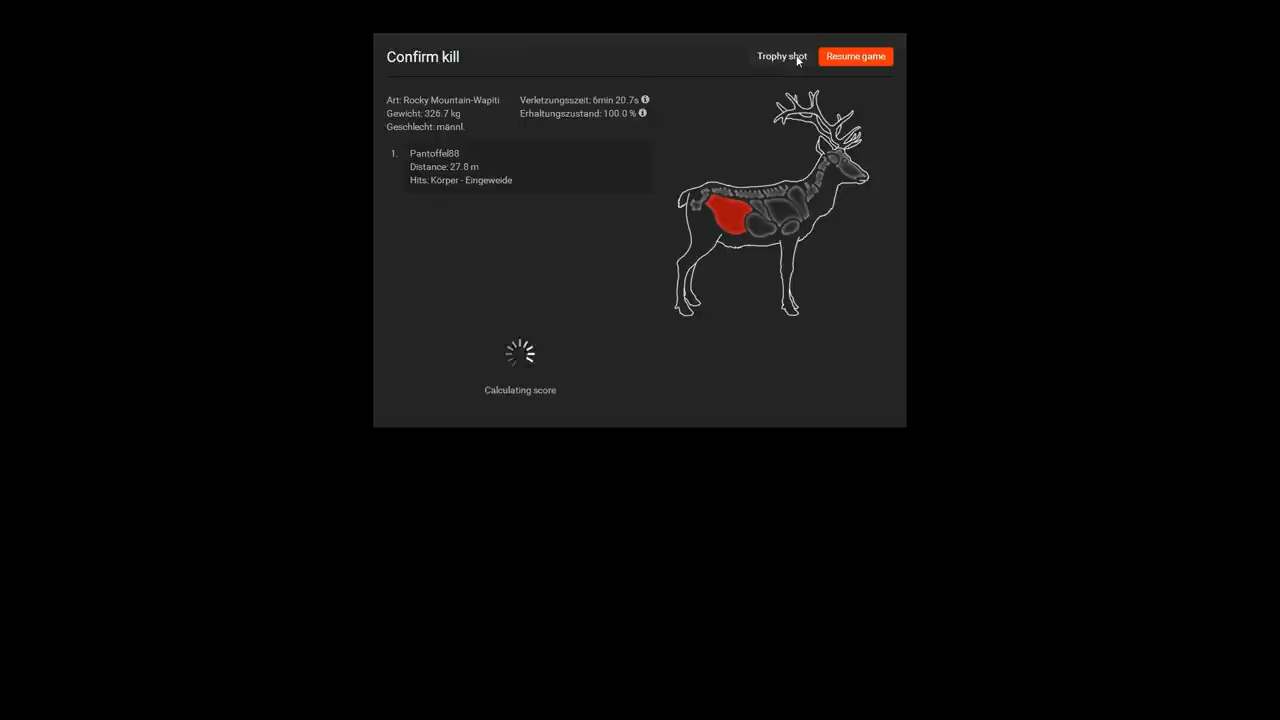 Confirm kill
Trophy shot
Resume game
Art: Rocky Mountain-Wapiti
Gewicht: 326.7 kg
Geschlecht: männl.
Verletzungsszeit: 6min 20.7s
Erhaltungszustand: 100.0 %
1. Pantoffel88
Distance: 27.8 m
Hits: Körper - Eingeweide
Calculating score